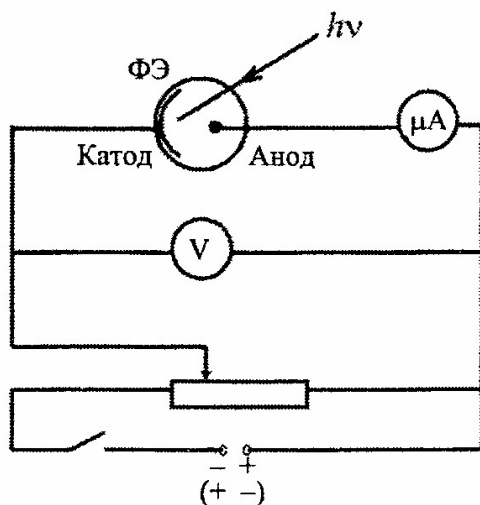 hν
ФЭ
μA
Катод
Анод
V
– +
(+ –)